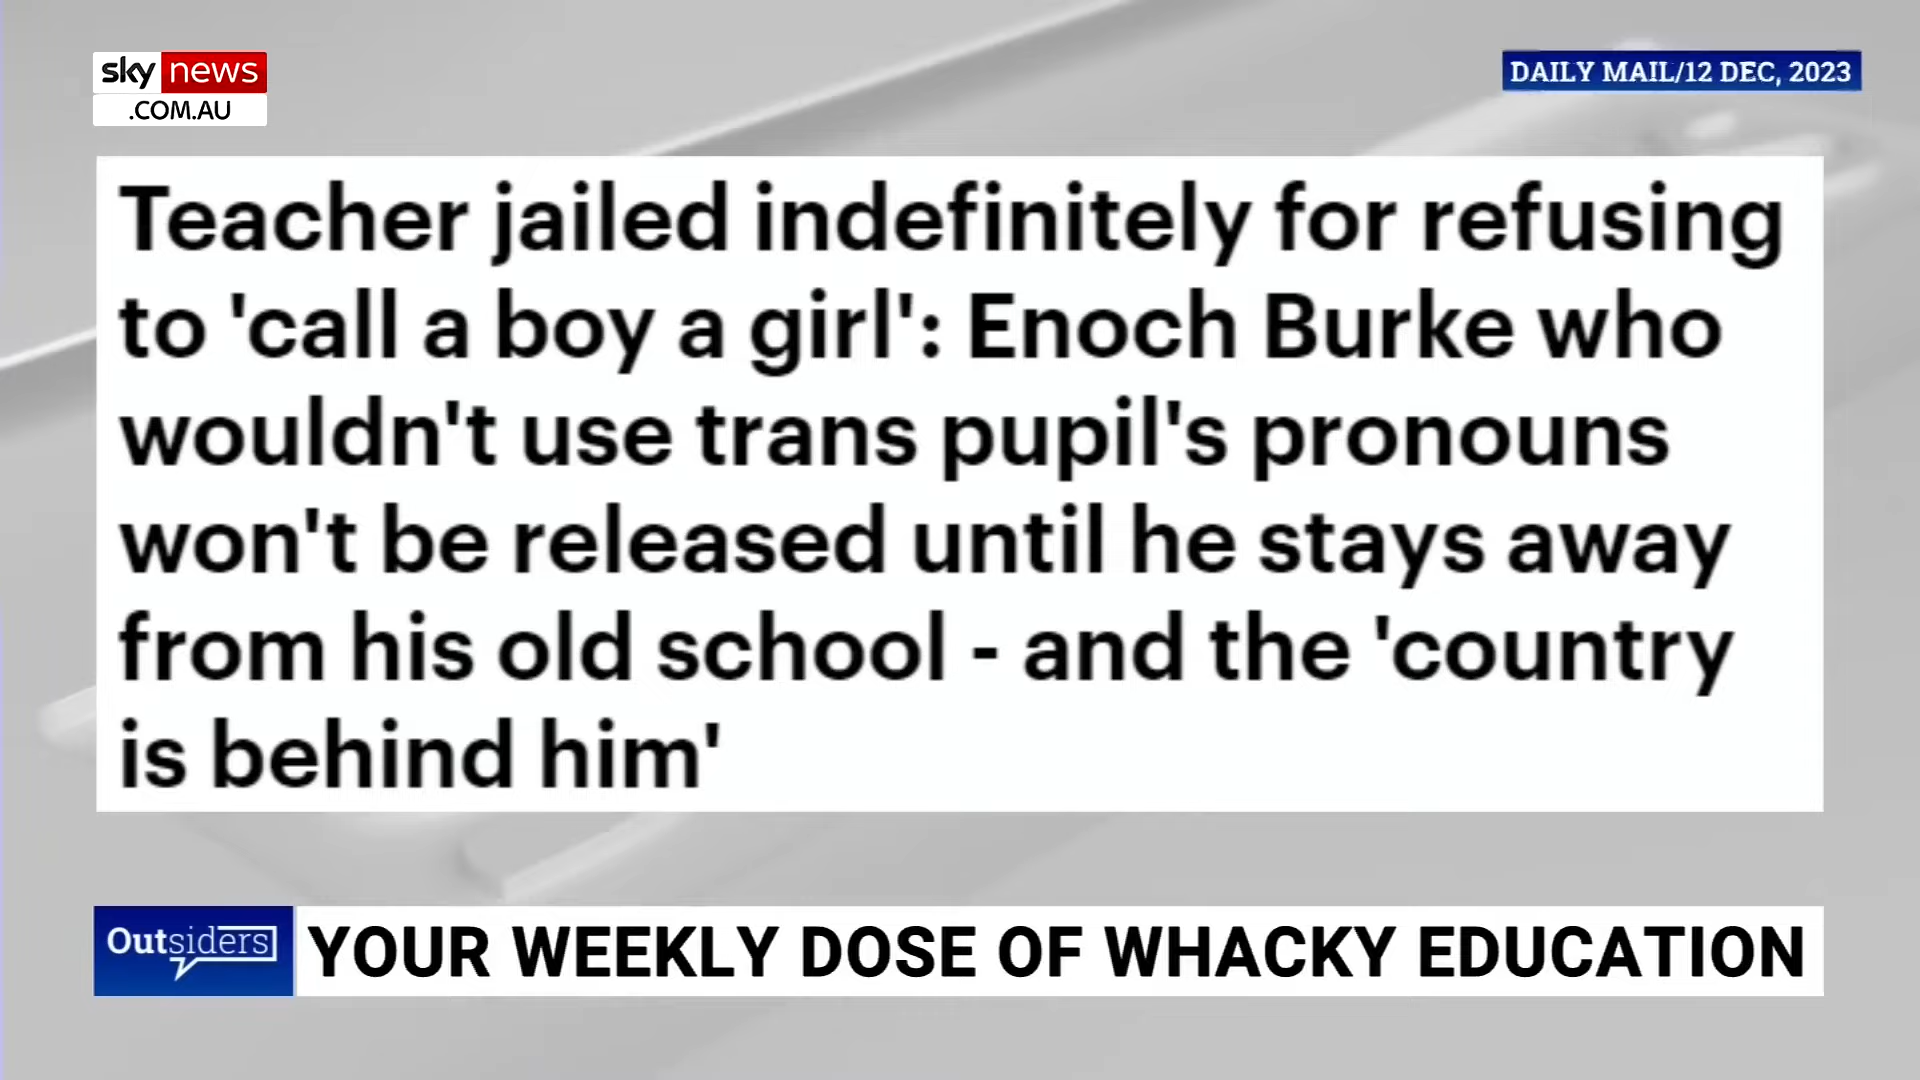 sky news
.COM.AU
DAILY MAIL/12 DEC, 2023
Teacher jailed indefinitely for refusing
to 'call a boy a girl': Enoch Burke who
wouldn't use trans pupil's pronouns
won't be released until he stays away
from his old school - and the 'country
is behind him'
Outsiders
YOUR WEEKLY DOSE OF WHACKY EDUCATION